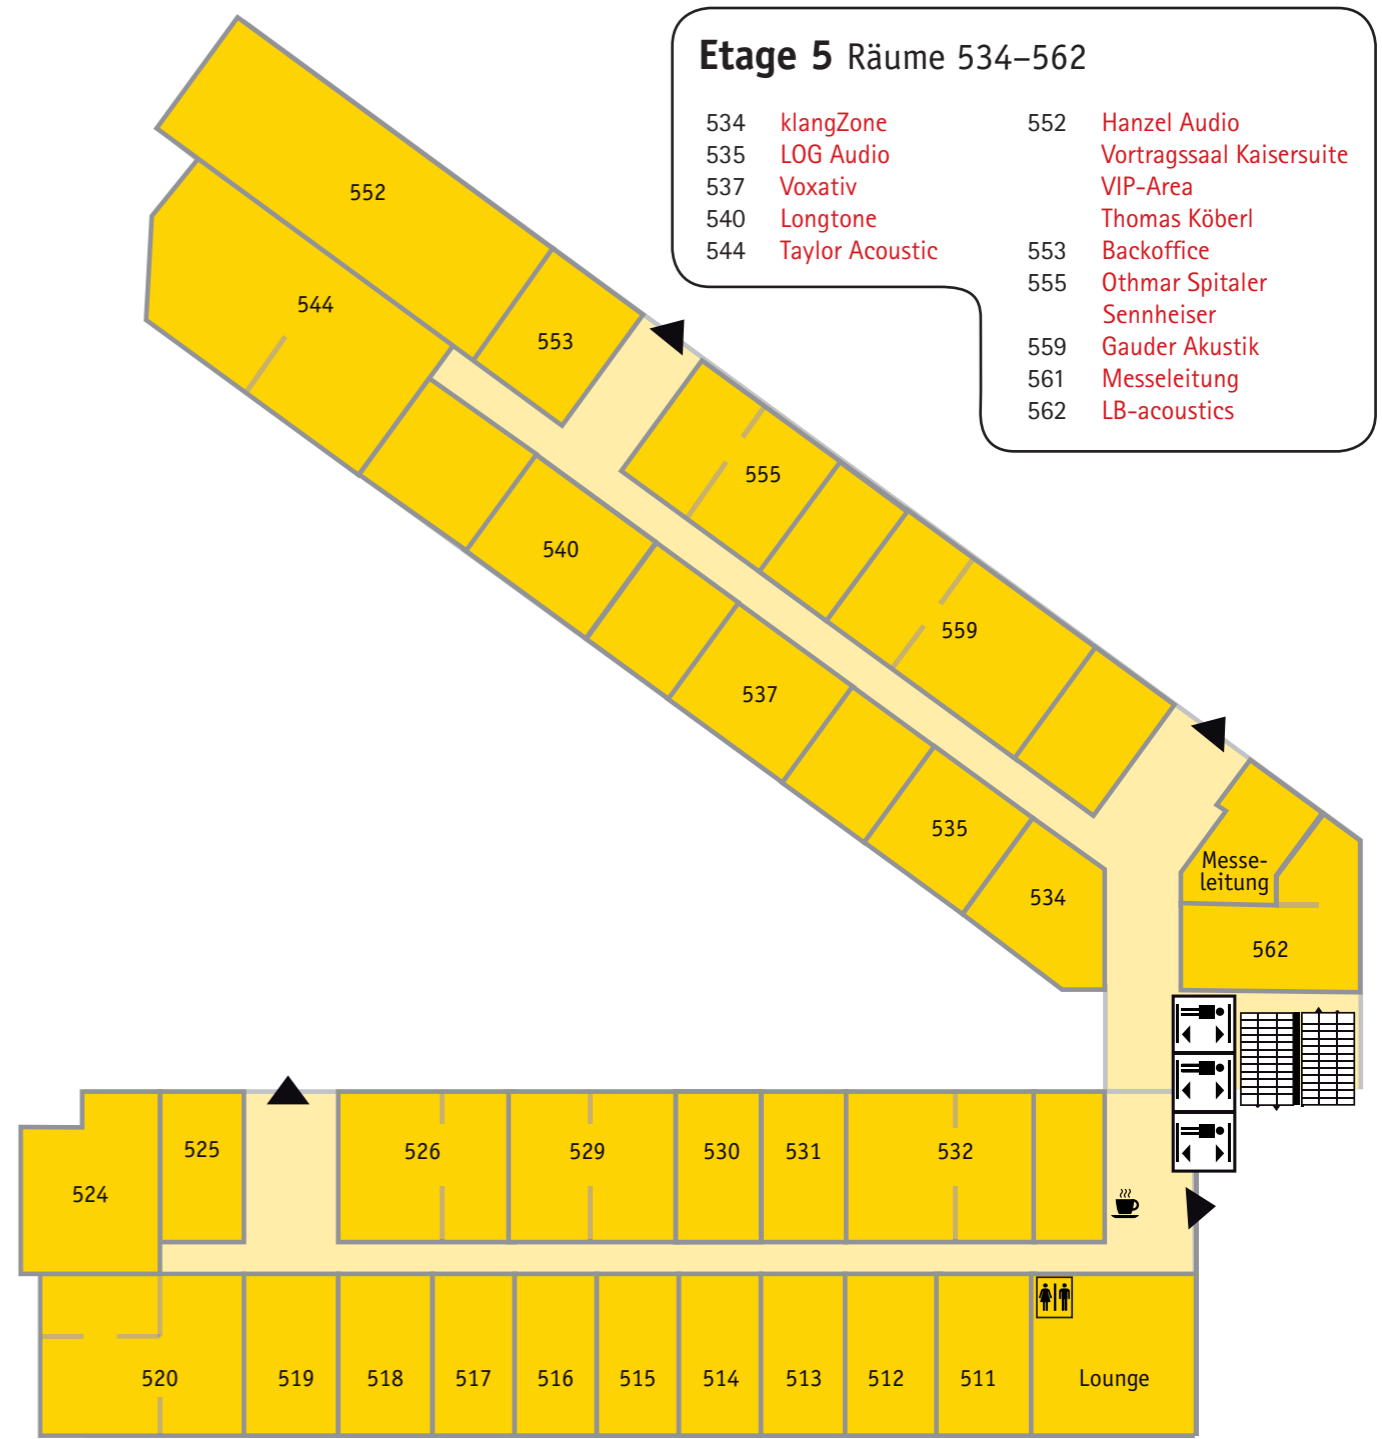 Etage 5 Räume 534–562
534 klangZone
535 LOG Audio
537 Voxativ
540 Longtone
544 Taylor Acoustic
552 Hanzel Audio
Vortragssaal Kaisersuite
VIP-Area
Thomas Köberl
553 Backoffice
555 Othmar Spitaler
Sennheiser
559 Gauder Akustik
561 Messeleitung
562 LB-acoustics
552
544
553
555
540
559
537
535
534
Messe-
leitung
562
525
526
529
530
531
532
524
520
519
518
517
516
515
514
513
512
511
Lounge